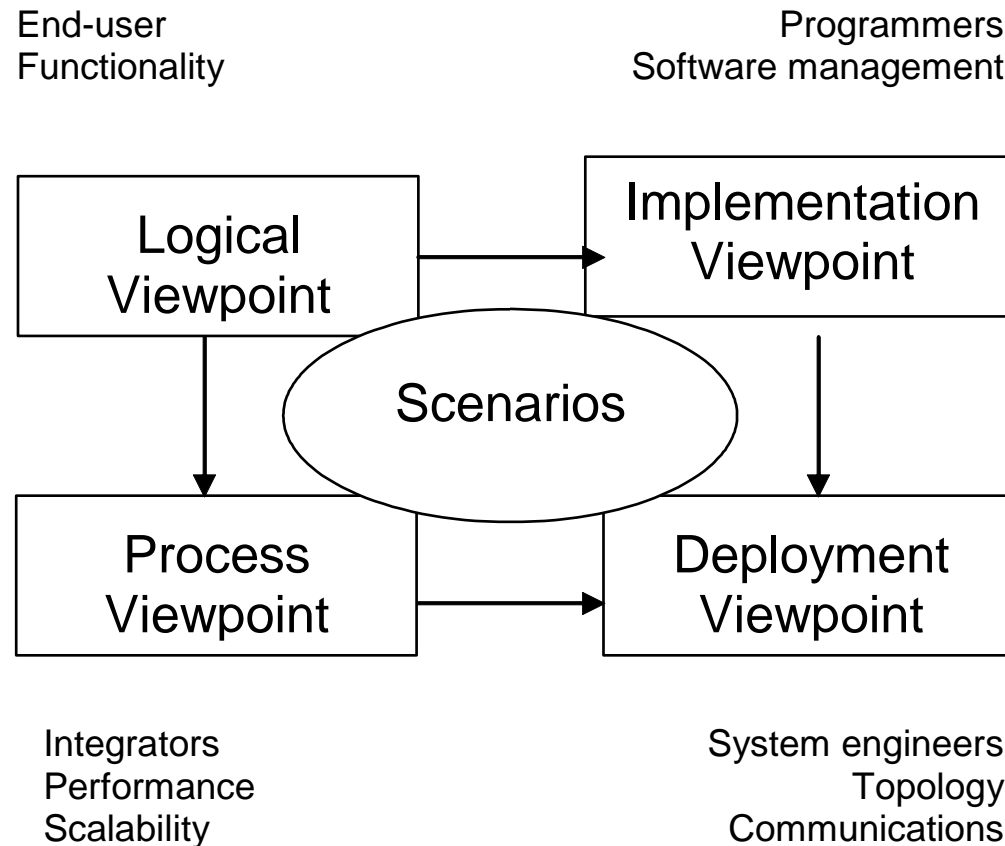 End-user
Functionality
Programmers
Software management
Logical
Viewpoint
Implementation
Viewpoint
Scenarios
Process
Viewpoint
Deployment
Viewpoint
Integrators
Performance
Scalability
System engineers
Topology
Communications